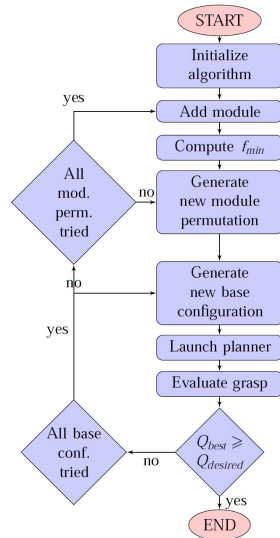 START
Initialize
algorithm
yes
Add module
Compute f_min
All
mod.
perm.
tried
no
Generate
new module
permutation
no
Generate
new base
configuration
yes
Launch planner
Evaluate grasp
All base
conf.
tried
no
Q_best ⩾
Q_desired
yes
END